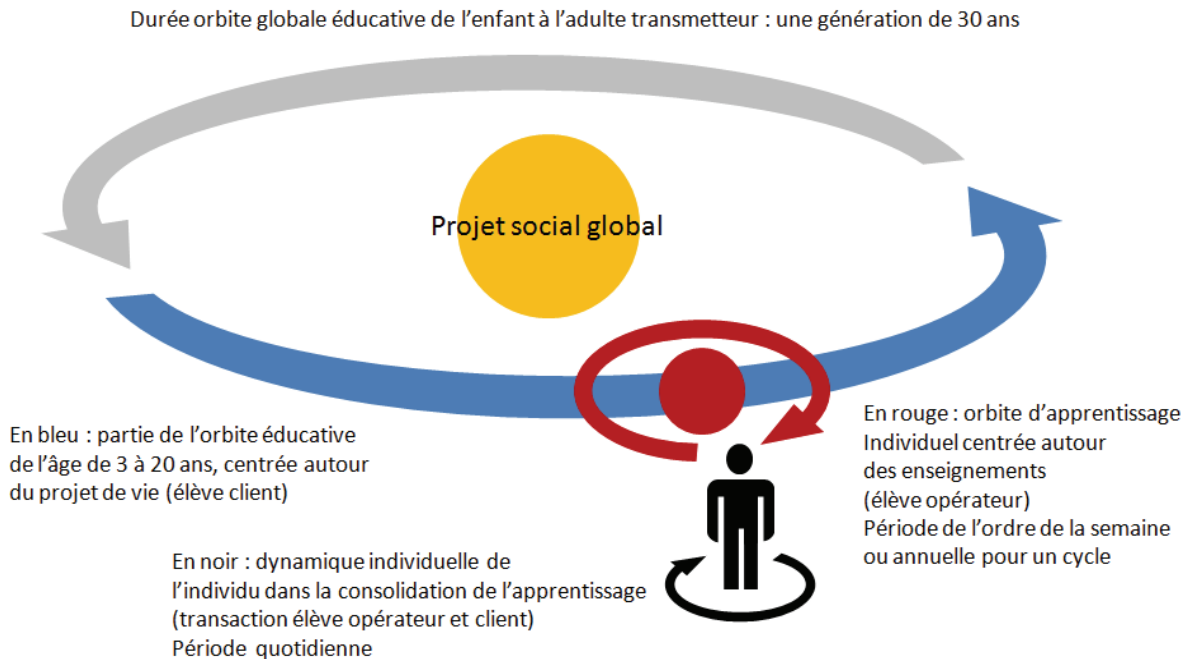 Durée orbite globale éducative de l’enfant à l’adulte transmetteur : une génération de 30 ans
Projet social global
En bleu : partie de l’orbite éducative
de l’âge de 3 à 20 ans, centrée autour
du projet de vie (élève client)
En rouge : orbite d’apprentissage
Individuel centrée autour
des enseignements
(élève opérateur)
Période de l’ordre de la semaine
ou annuelle pour un cycle
En noir : dynamique individuelle de
l’individu dans la consolidation de l’apprentissage
(transaction élève opérateur et client)
Période quotidienne